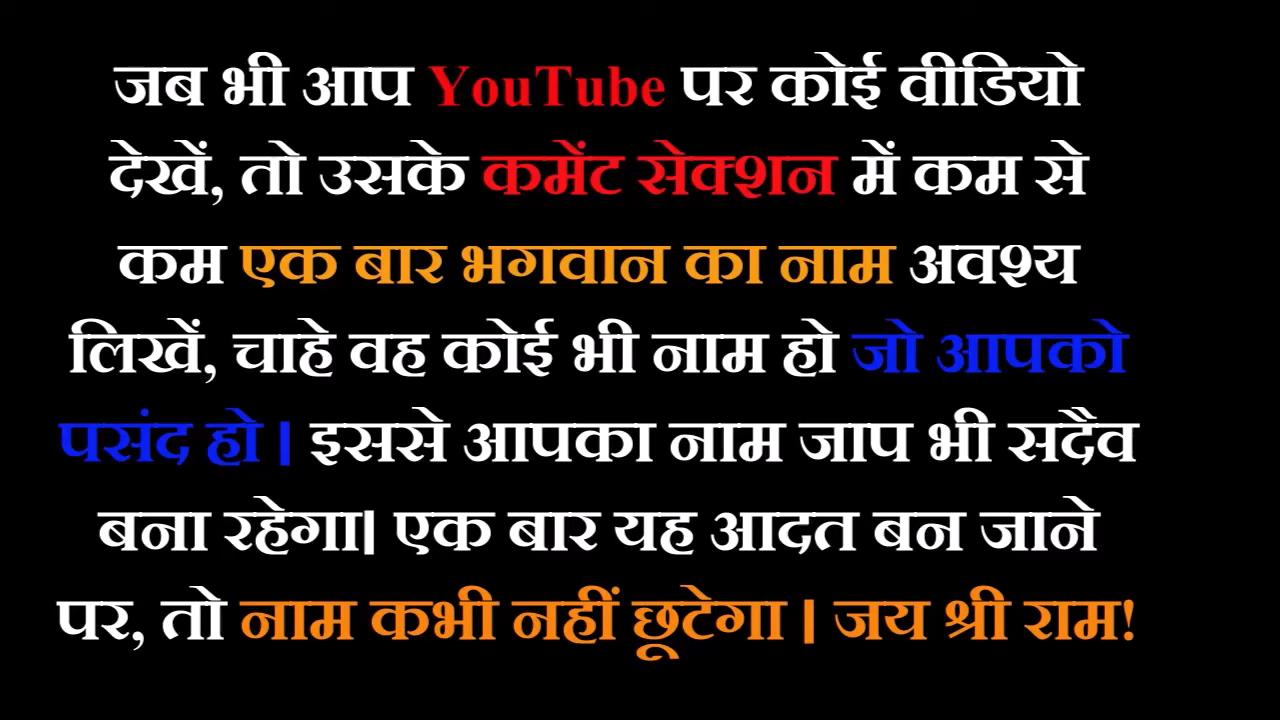 जब भी आप YouTube पर कोई वीडियो
देखें, तो उसके कमेंट सेक्शन में कम से
कम एक बार भगवान का नाम अवश्य
लिखें, चाहे वह कोई भी नाम हो जो आपको
पसंद हो | इससे आपका नाम जाप भी सदैव
बना रहेगा| एक बार यह आदत बन जाने
पर, तो नाम कभी नहीं छूटेगा | जय श्री राम!